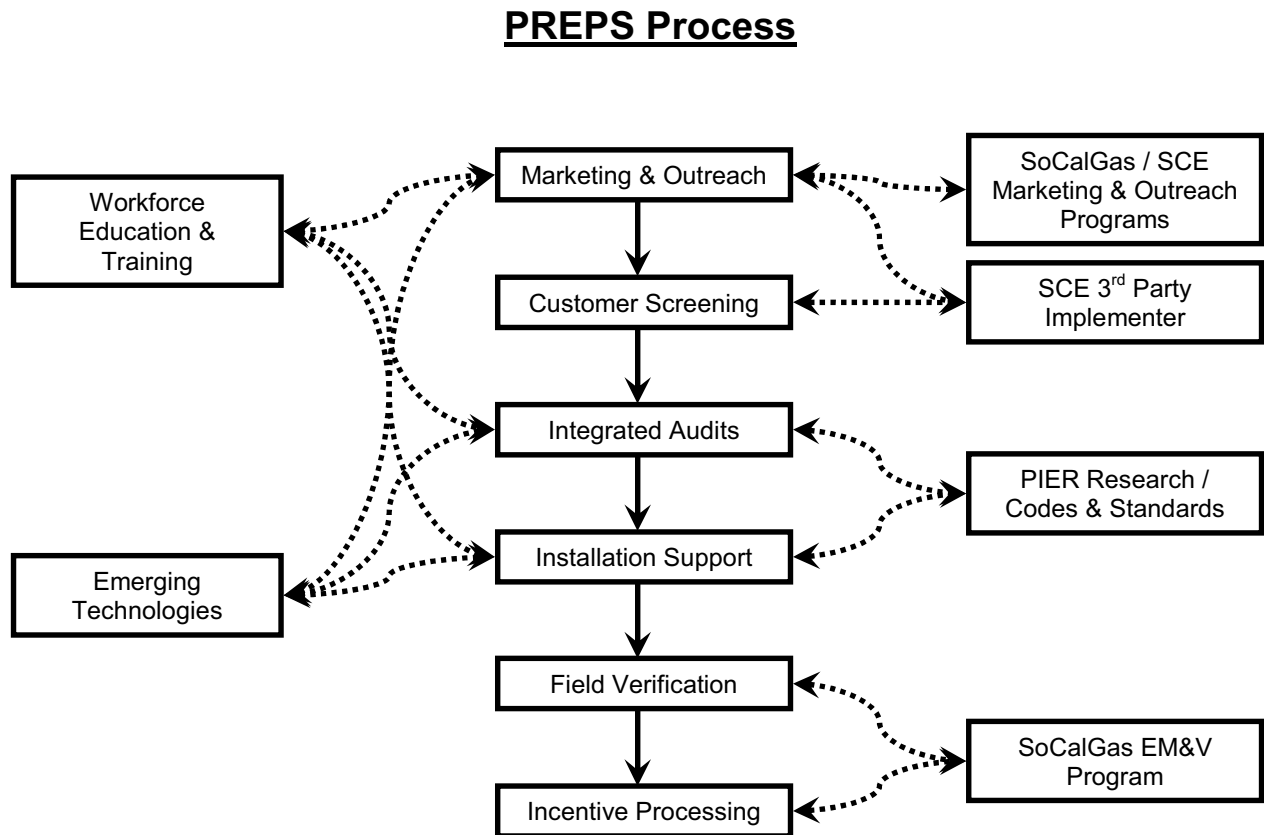 PREPS Process
Marketing & Outreach
SoCalGas / SCE
Marketing & Outreach
Programs
Workforce
Education &
Training
Customer Screening
SCE 3rd Party
Implementer
Integrated Audits
PIER Research /
Codes & Standards
Installation Support
Emerging
Technologies
Field Verification
SoCalGas EM&V
Program
Incentive Processing